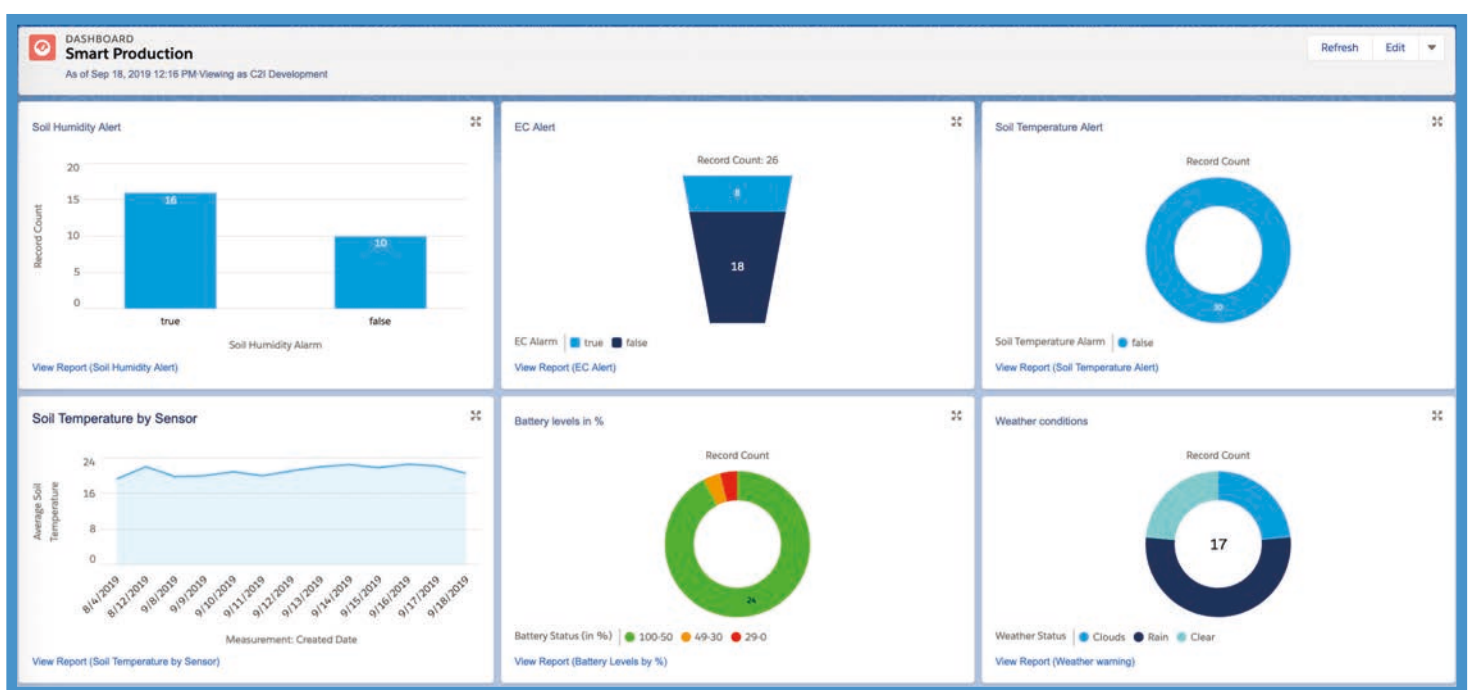 DASHBOARD
Smart Production
As of Sep 18, 2019 12:16 PM·Viewing as C2I Development
Refresh
Edit
Soil Humidity Alert
20
15
10
5
0
Record Count
16
10
true
false
Soil Humidity Alarm
View Report (Soil Humidity Alert)
EC Alert
Record Count: 26
8
18
EC Alarm
true
false
View Report (EC Alert)
Soil Temperature Alert
Record Count
Soil Temperature Alarm
false
View Report (Soil Temperature Alert)
Soil Temperature by Sensor
24
16
8
0
Average Soil
Temperature
8/4/2019
8/12/2019
9/8/2019
9/9/2019
9/10/2019
9/11/2019
9/12/2019
9/13/2019
9/14/2019
9/15/2019
9/16/2019
9/17/2019
9/18/2019
Measurement: Created Date
View Report (Soil Temperature by Sensor)
Battery levels in %
Record Count
24
Battery Status (in %)
100-50
49-30
29-0
View Report (Battery Levels by %)
Weather conditions
Record Count
17
Weather Status
Clouds
Rain
Clear
View Report (Weather warning)